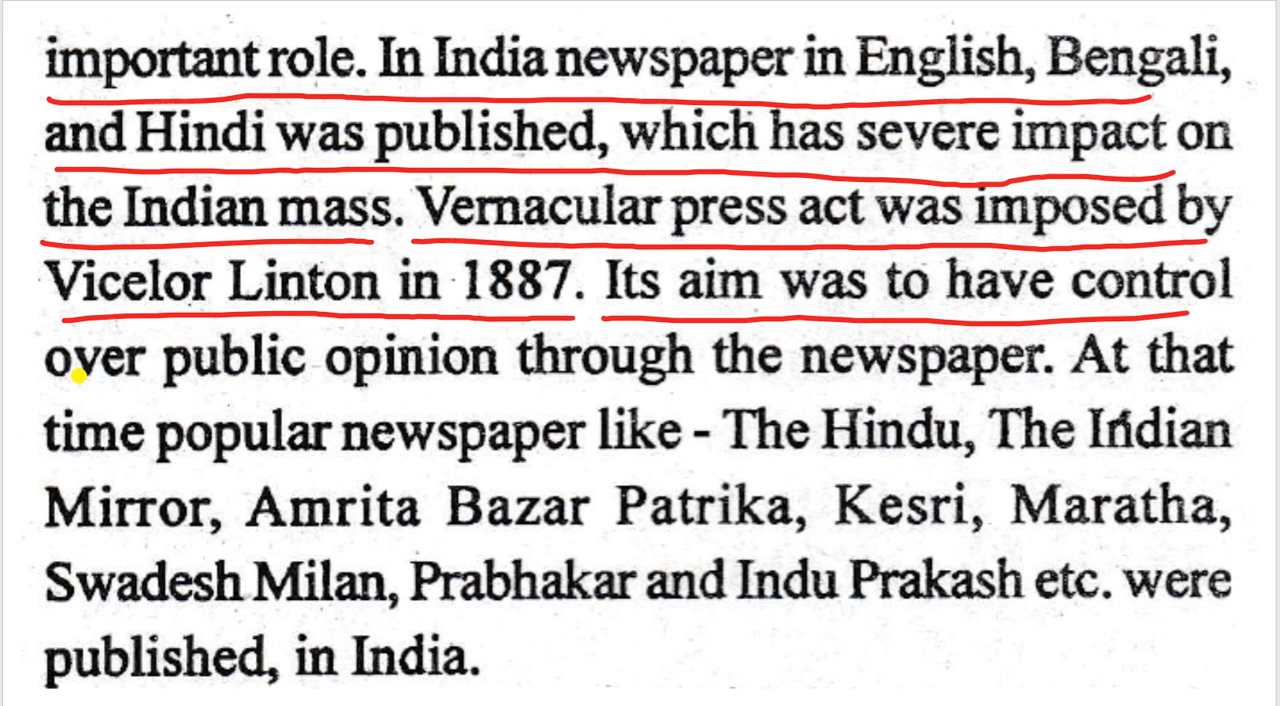 important role. In India newspaper in English, Bengali,
and Hindi was published, which has severe impact on
the Indian mass. Vernacular press act was imposed by
Vicelor Linton in 1887. Its aim was to have control
over public opinion through the newspaper. At that
time popular newspaper like - The Hindu, The Indian
Mirror, Amrita Bazar Patrika, Kesri, Maratha,
Swadesh Milan, Prabhakar and Indu Prakash etc. were
published, in India.